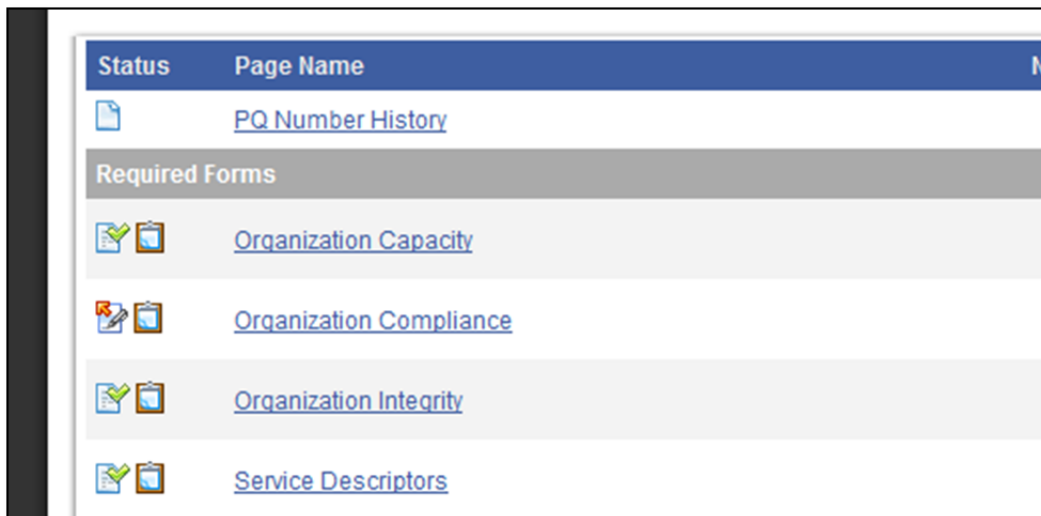 Status Page Name
PQ Number History
Required Forms
Organization Capacity
Organization Compliance
Organization Integrity
Service Descriptors